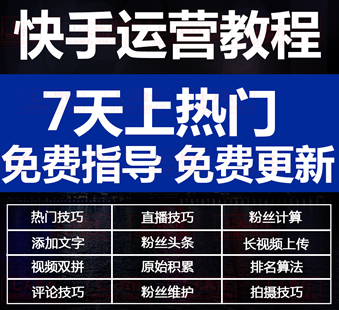 快手运营教程
7天上热门
免费指导 免费更新
热门技巧 直播技巧 粉丝计算
添加文字 粉丝头条 长视频上传
视频双拼 原始积累 排名算法
评论技巧 粉丝维护 拍摄技巧